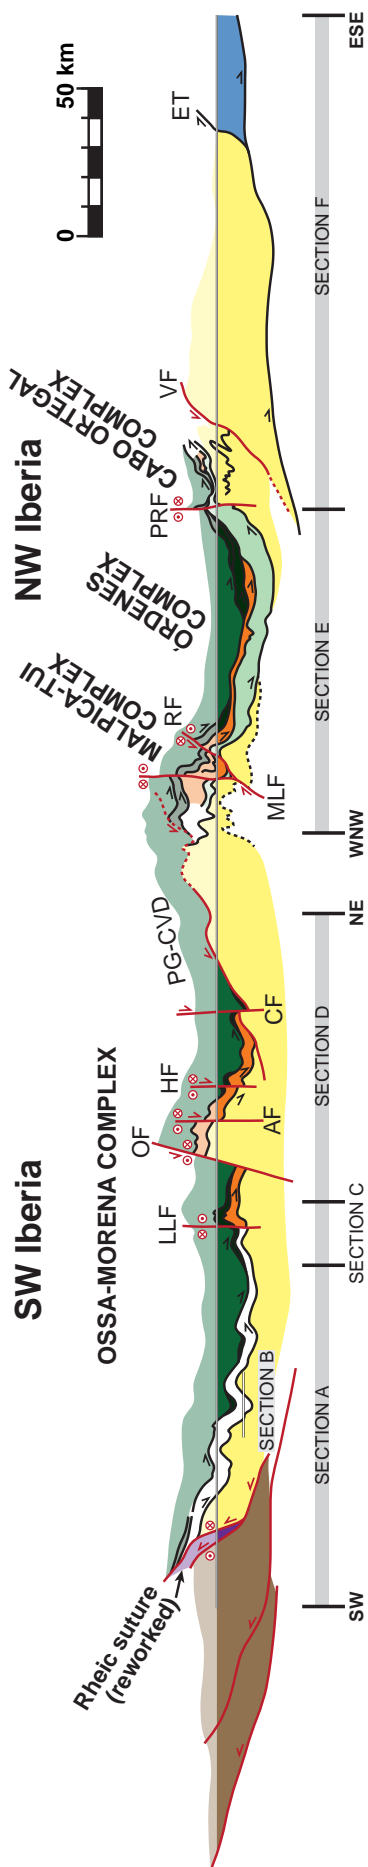 SW Iberia
NW Iberia
0
50 km
OSSA-MORENA COMPLEX
MALPICA-TUI
COMPLEX
ÓRDENES
COMPLEX
CABO ORTEGAL
COMPLEX
Rheic suture
(reworked)
LLF
OF
HF
AF
CF
PG-CVD
MLF
RF
PRF
VF
ET
SECTION B
SECTION A
SECTION C
SECTION D
SECTION E
SECTION F
SW
NE
WNW
ESE